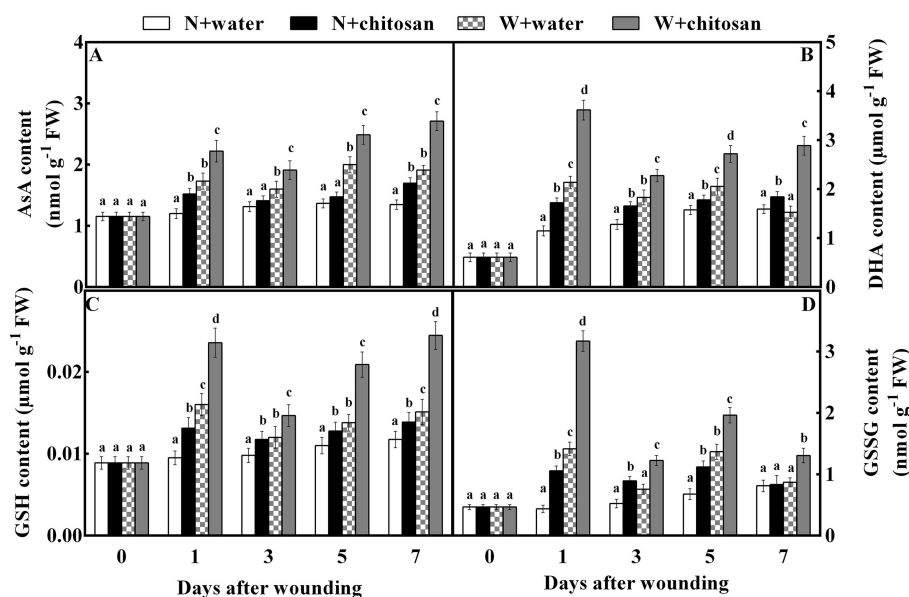 N+water N+chitosan W+water W+chitosan
A
AsA content
(nmol g⁻¹ FW)
4
3
2
1
a a a a
a b b c
a a b c
a a b c
a b b c
B
DHA content (µmol g⁻¹ FW)
5
4
3
2
1
0
a a a a
a b b d
a b b c
a b c d
a b a c
C
GSH content (µmol g⁻¹ FW)
0.02
0.01
0.00
a a a a
a b c d
a b b c
a b b c
a b c d
0 1 3 5 7
Days after wounding
D
GSSG content
(nmol g⁻¹ FW)
3
2
1
0
a a a a
a b c d
a b a c
a b b c
a a a b
0 1 3 5 7
Days after wounding